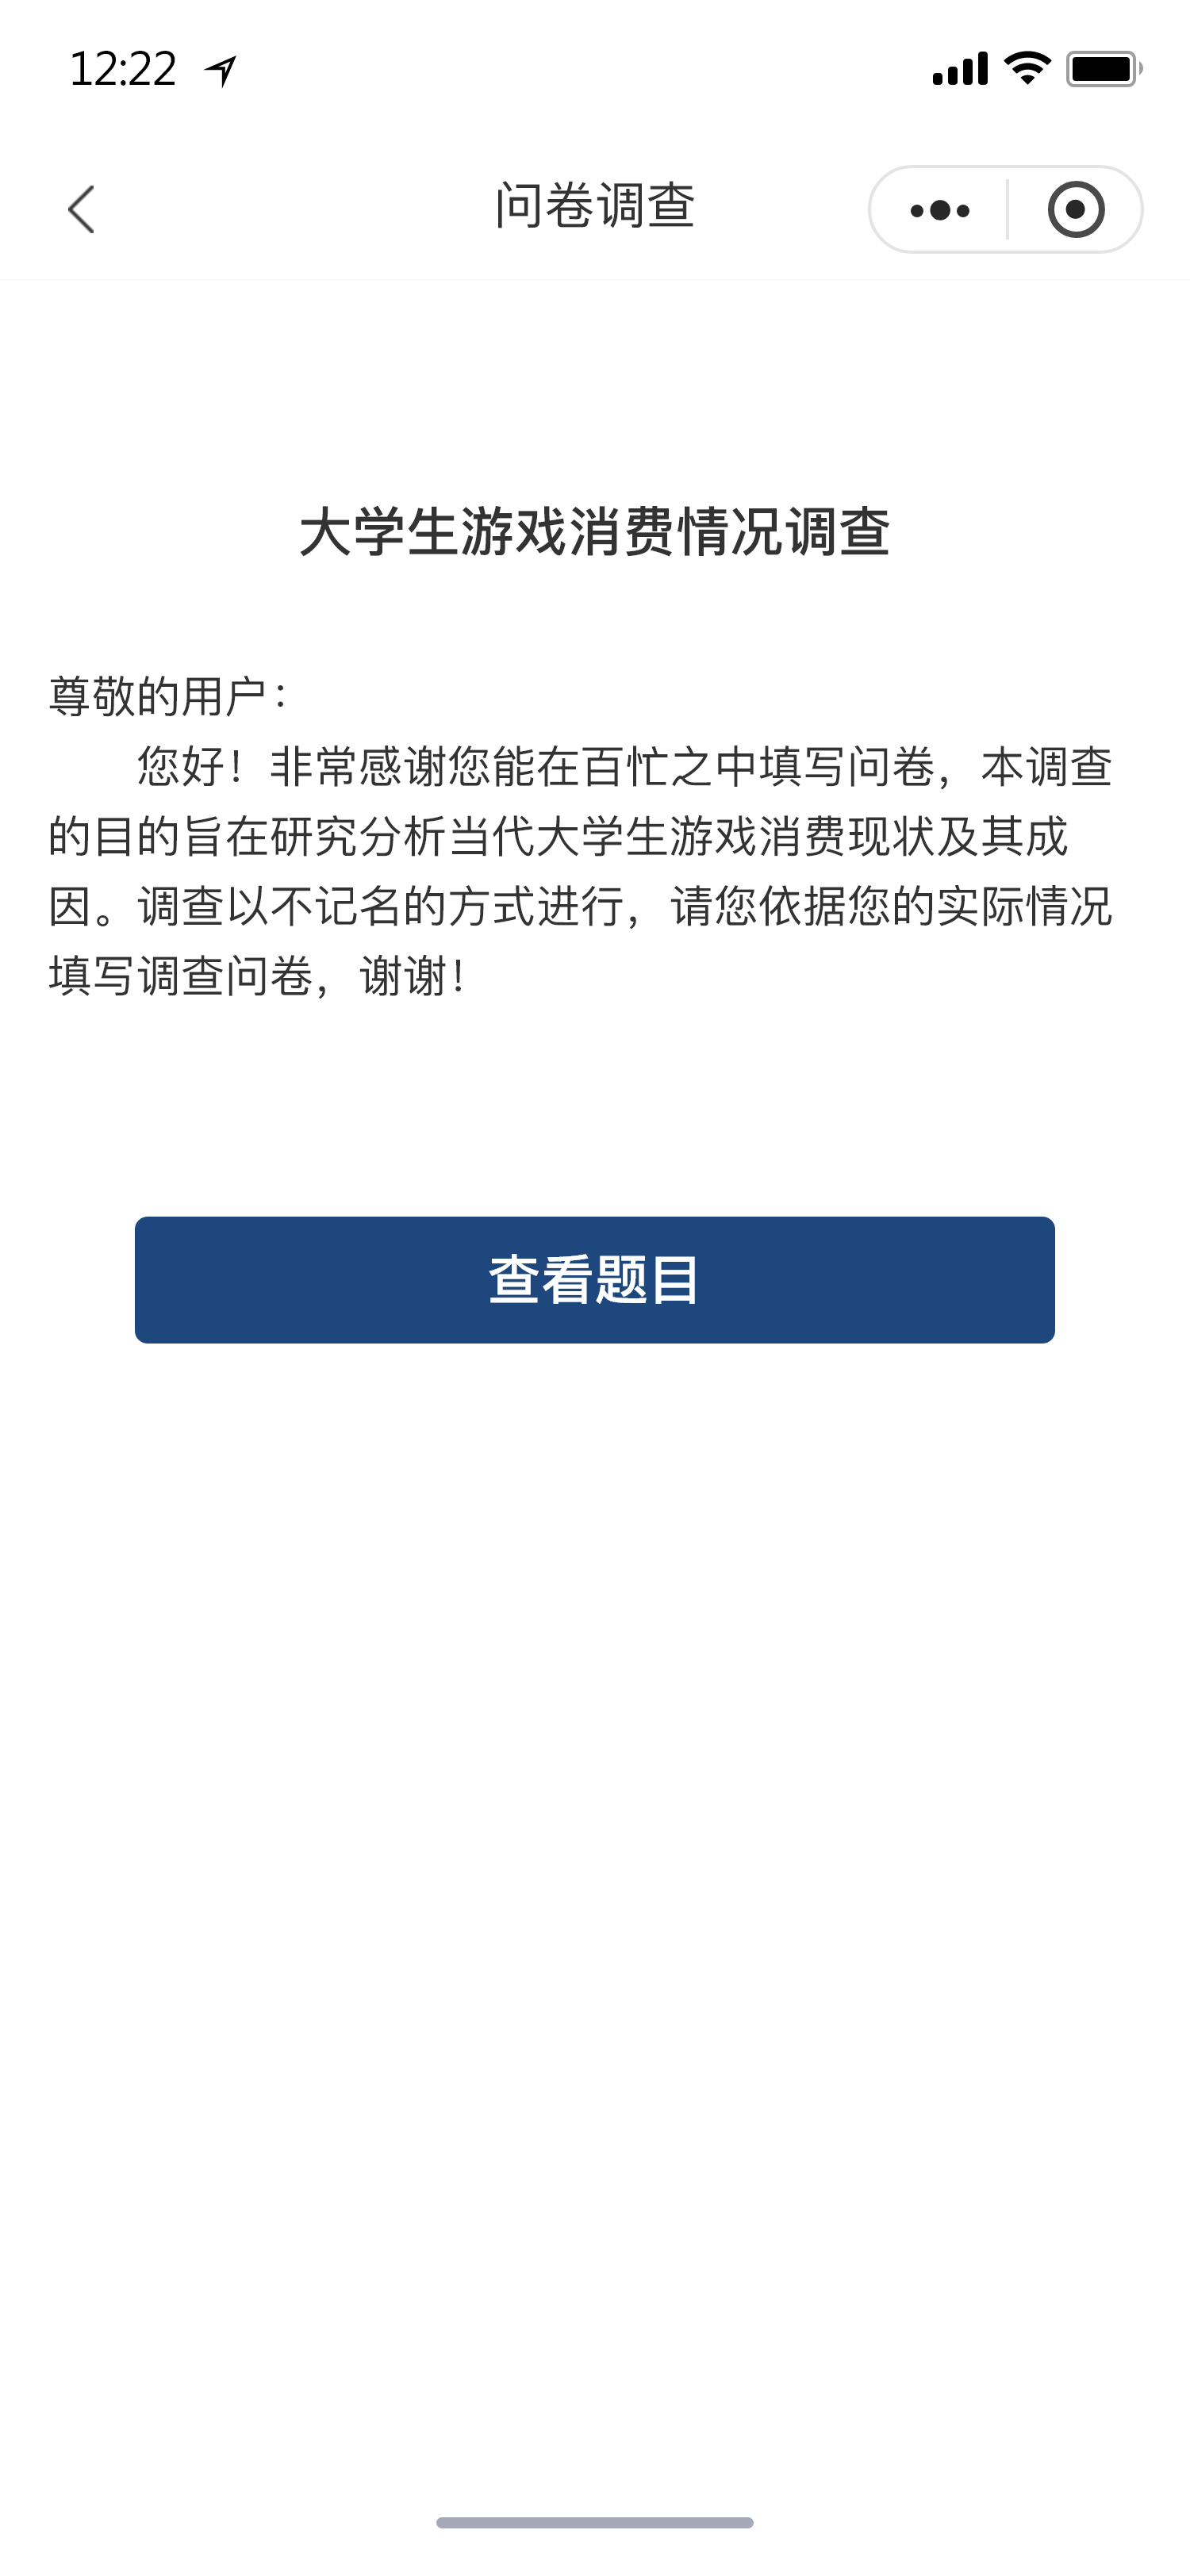 12:22
问卷调查
大学生游戏消费情况调查
尊敬的用户：
您好！非常感谢您能在百忙之中填写问卷，本调查
的目的旨在研究分析当代大学生游戏消费现状及其成
因。调查以不记名的方式进行，请您依据您的实际情况
填写调查问卷，谢谢！
查看题目